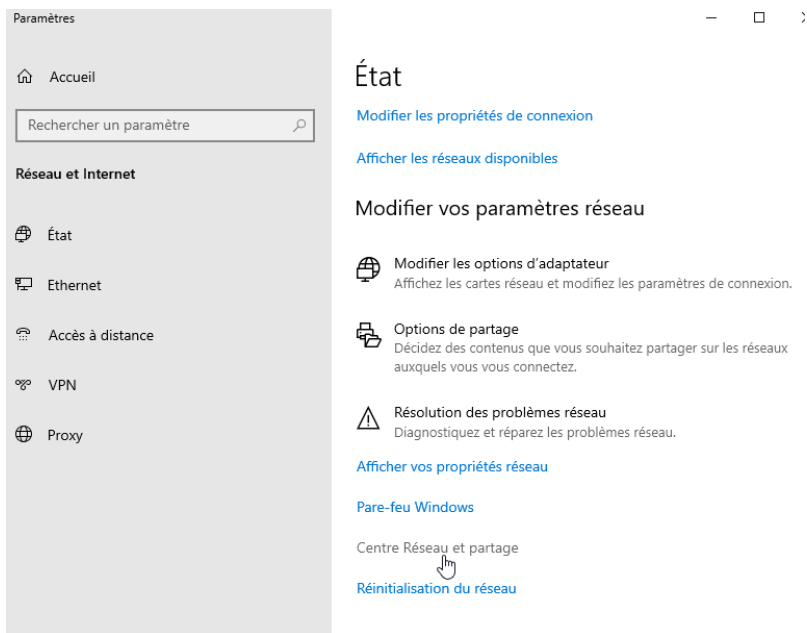 Paramètres
Accueil
Rechercher un paramètre
Réseau et Internet
État
Ethernet
Accès à distance
VPN
Proxy
État
Modifier les propriétés de connexion
Afficher les réseaux disponibles
Modifier vos paramètres réseau
Modifier les options d’adaptateur
Affichez les cartes réseau et modifiez les paramètres de connexion.
Options de partage
Décidez des contenus que vous souhaitez partager sur les réseaux
auxquels vous vous connectez.
Résolution des problèmes réseau
Diagnostiquez et réparez les problèmes réseau.
Afficher vos propriétés réseau
Pare-feu Windows
Centre Réseau et partage
Réinitialisation du réseau